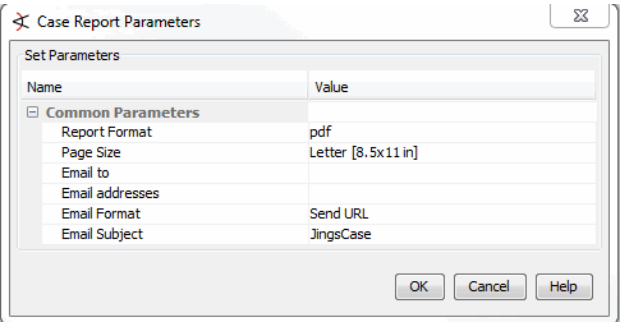 Case Report Parameters
Set Parameters
Name Value
Common Parameters
Report Format pdf
Page Size Letter [8.5x11 in]
Email to
Email addresses
Email Format Send URL
Email Subject JingsCase
OK Cancel Help